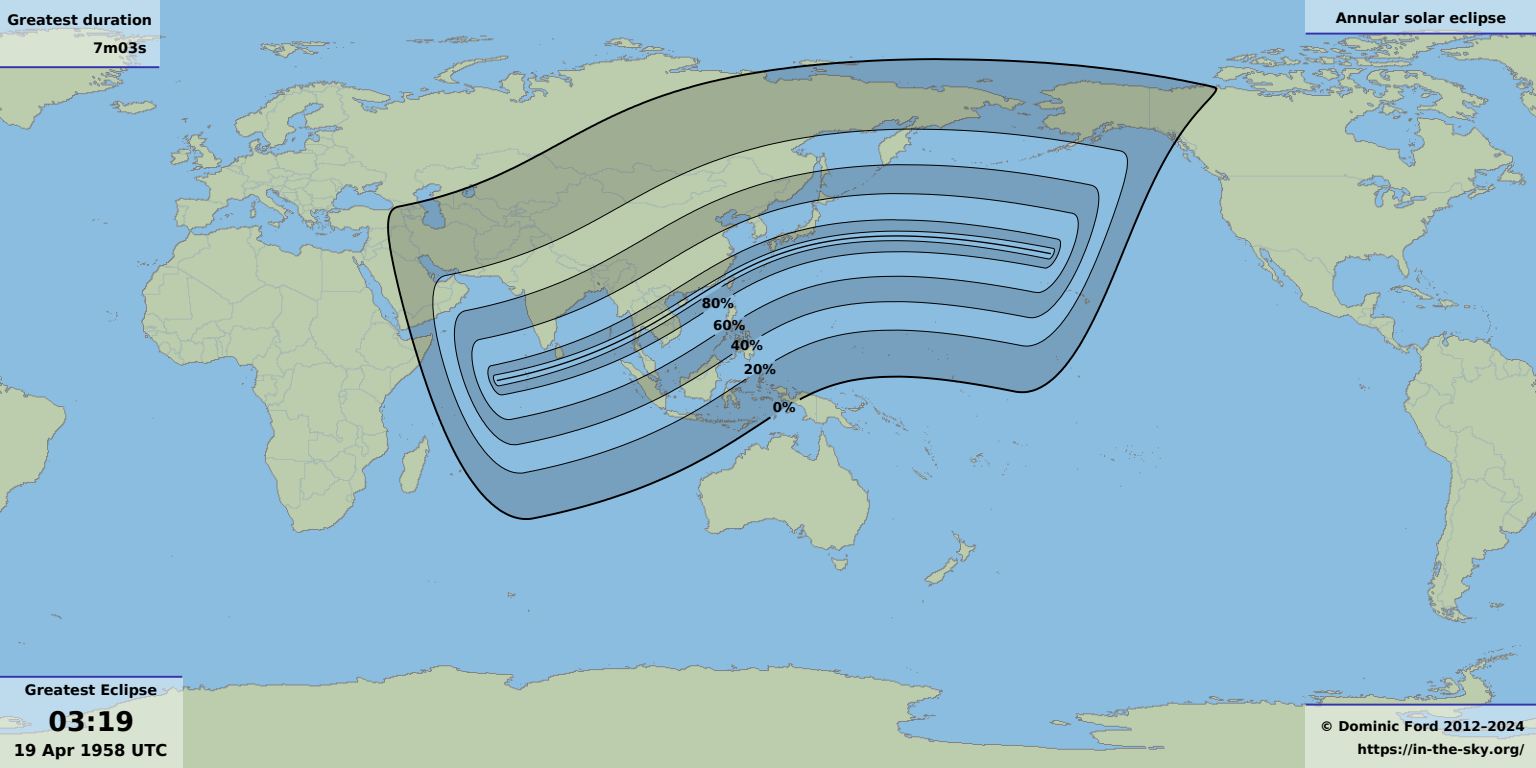 Greatest duration
7m03s
Annular solar eclipse
80%
60%
40%
20%
0%
Greatest Eclipse
03:19
19 Apr 1958 UTC
© Dominic Ford 2012–2024
https://in-the-sky.org/